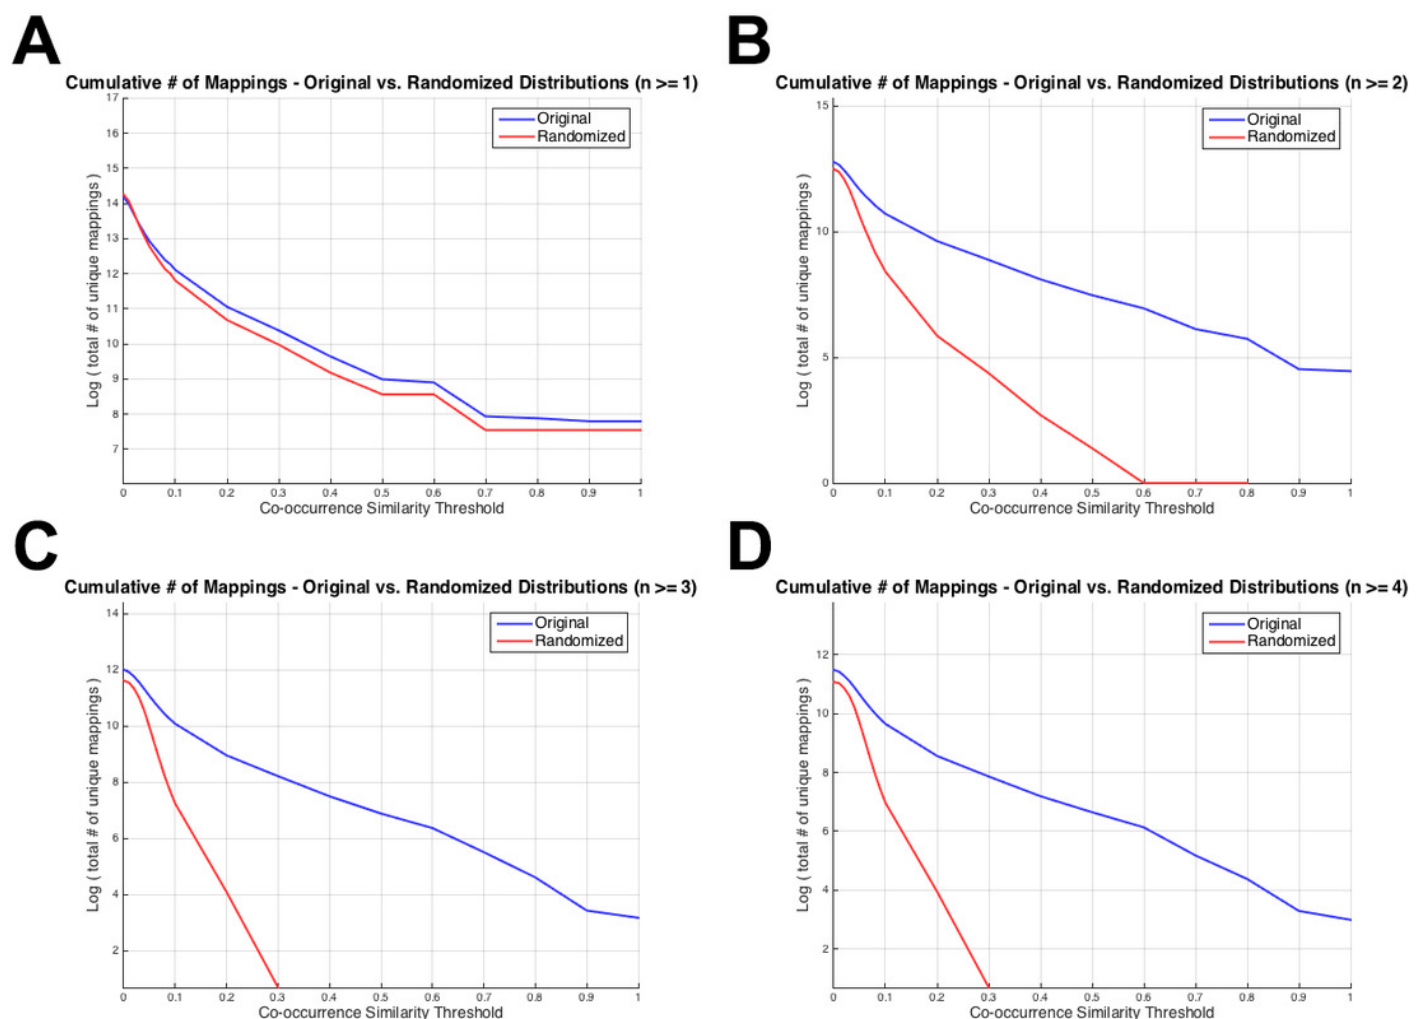 A
Cumulative # of Mappings - Original vs. Randomized Distributions (n >= 1)
Original
Randomized
17
16
15
14
13
12
11
10
9
8
7
Log ( total # of unique mappings )
0 0.1 0.2 0.3 0.4 0.5 0.6 0.7 0.8 0.9 1
Co-occurrence Similarity Threshold
B
Cumulative # of Mappings - Original vs. Randomized Distributions (n >= 2)
Original
Randomized
15
10
5
0
Log ( total # of unique mappings )
0 0.1 0.2 0.3 0.4 0.5 0.6 0.7 0.8 0.9 1
Co-occurrence Similarity Threshold
C
Cumulative # of Mappings - Original vs. Randomized Distributions (n >= 3)
Original
Randomized
14
12
10
8
6
4
2
Log ( total # of unique mappings )
0 0.1 0.2 0.3 0.4 0.5 0.6 0.7 0.8 0.9 1
Co-occurrence Similarity Threshold
D
Cumulative # of Mappings - Original vs. Randomized Distributions (n >= 4)
Original
Randomized
12
10
8
6
4
2
Log ( total # of unique mappings )
0 0.1 0.2 0.3 0.4 0.5 0.6 0.7 0.8 0.9 1
Co-occurrence Similarity Threshold